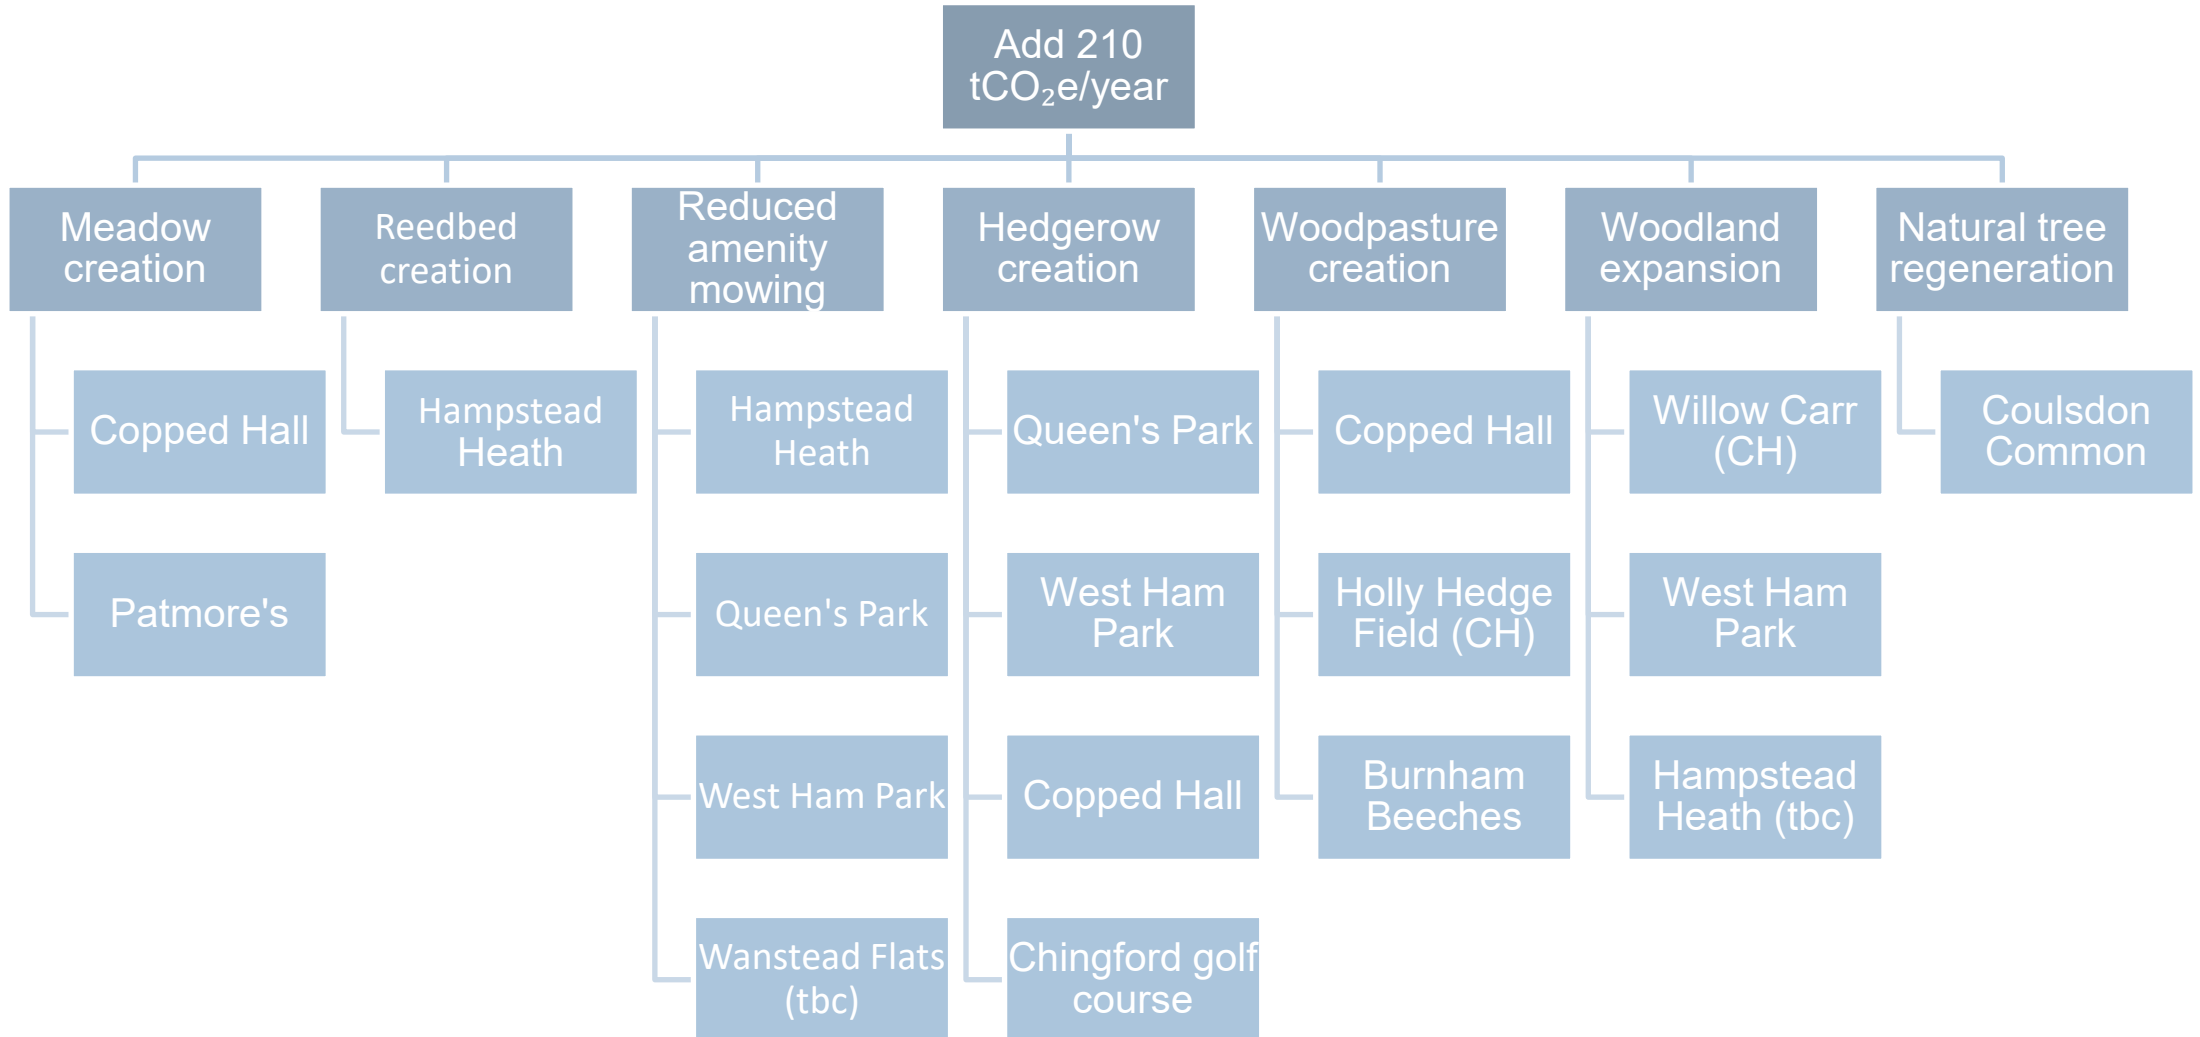 Add 210
tCO₂e/year
Meadow
creation
Reedbed
creation
Reduced
amenity
mowing
Hedgerow
creation
Woodpasture
creation
Woodland
expansion
Natural tree
regeneration
Copped Hall
Patmore's
Hampstead
Heath
Hampstead
Heath
Queen's Park
West Ham Park
Wanstead Flats
(tbc)
Queen's Park
West Ham
Park
Copped Hall
Chingford golf
course
Copped Hall
Holly Hedge
Field (CH)
Burnham
Beeches
Willow Carr
(CH)
West Ham
Park
Hampstead
Heath (tbc)
Coulsdon
Common